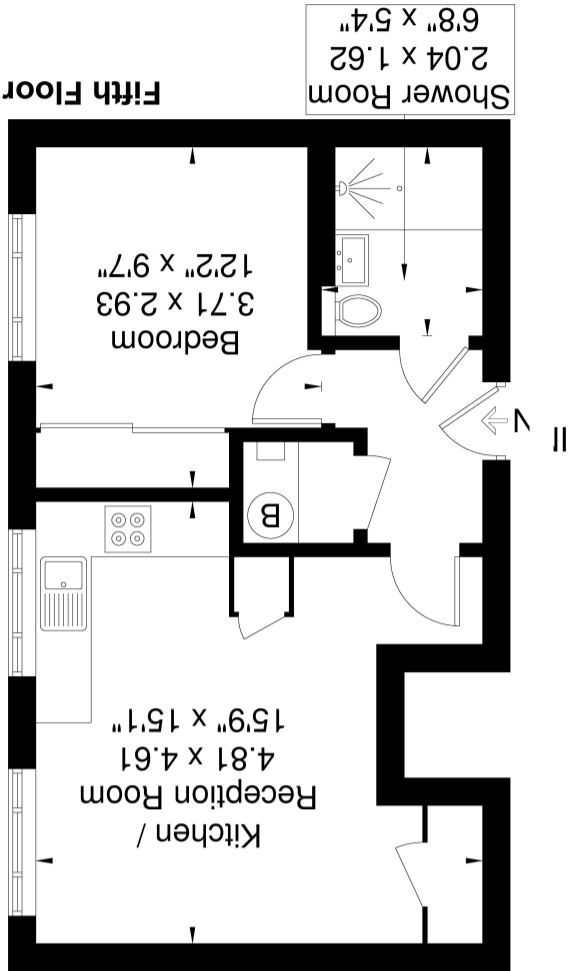 Kitchen /
Reception Room
4.81 x 4.61
15'9" x 15'1"
B
Bedroom
3.71 x 2.93
12'2" x 9'7"
Fifth Floor
Shower Room
2.04 x 1.62
6'8" x 5'4"